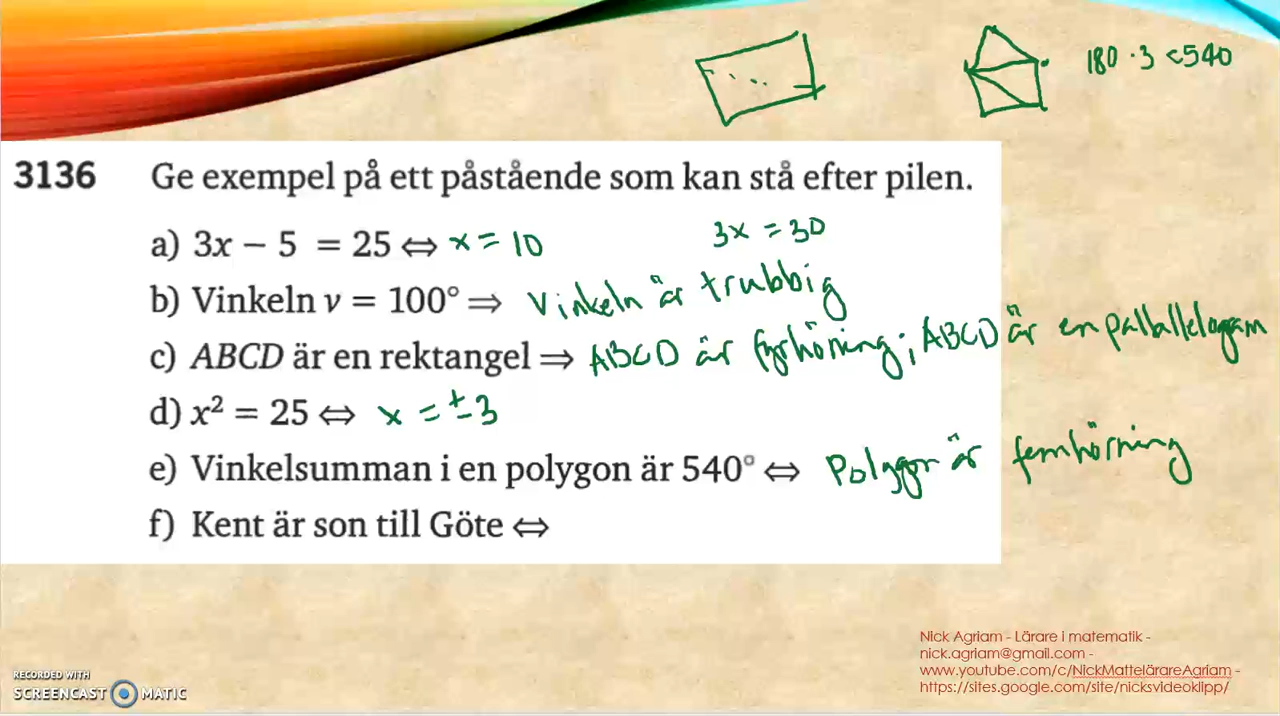 180 · 3 = 540
3136 Ge exempel på ett påstående som kan stå efter pilen.
3x = 30
a) 3x − 5 = 25 ⇔ x = 10
b) Vinkeln v = 100° ⇒ Vinkeln är trubbig
c) ABCD är en rektangel ⇒ ABCD är fyrhörning; ABCD är en pallallelogam
d) x² = 25 ⇔ x = ±3
e) Vinkelsumman i en polygon är 540° ⇔ Polygon är femhörning
f) Kent är son till Göte ⇔
Nick Agriam - Lärare i matematik -
nick.agriam@gmail.com -
www.youtube.com/c/NickMattelärareAgriam -
https://sites.google.com/site/nicksvideoklipp/
RECORDED WITH
SCREENCAST MATIC